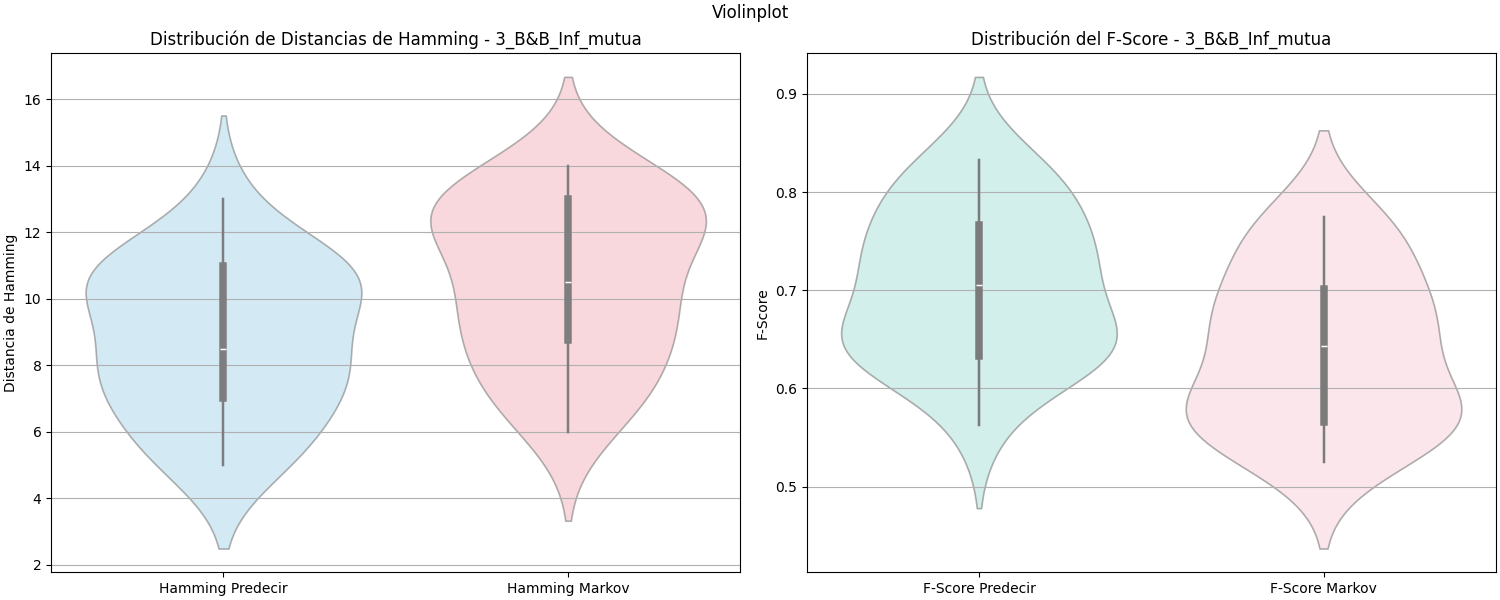 Violinplot
Distribución de Distancias de Hamming - 3_B&B_Inf_mutua
Distancia de Hamming
16
14
12
10
8
6
4
2
Hamming Predecir
Hamming Markov
Distribución del F-Score - 3_B&B_Inf_mutua
F-Score
0.9
0.8
0.7
0.6
0.5
F-Score Predecir
F-Score Markov